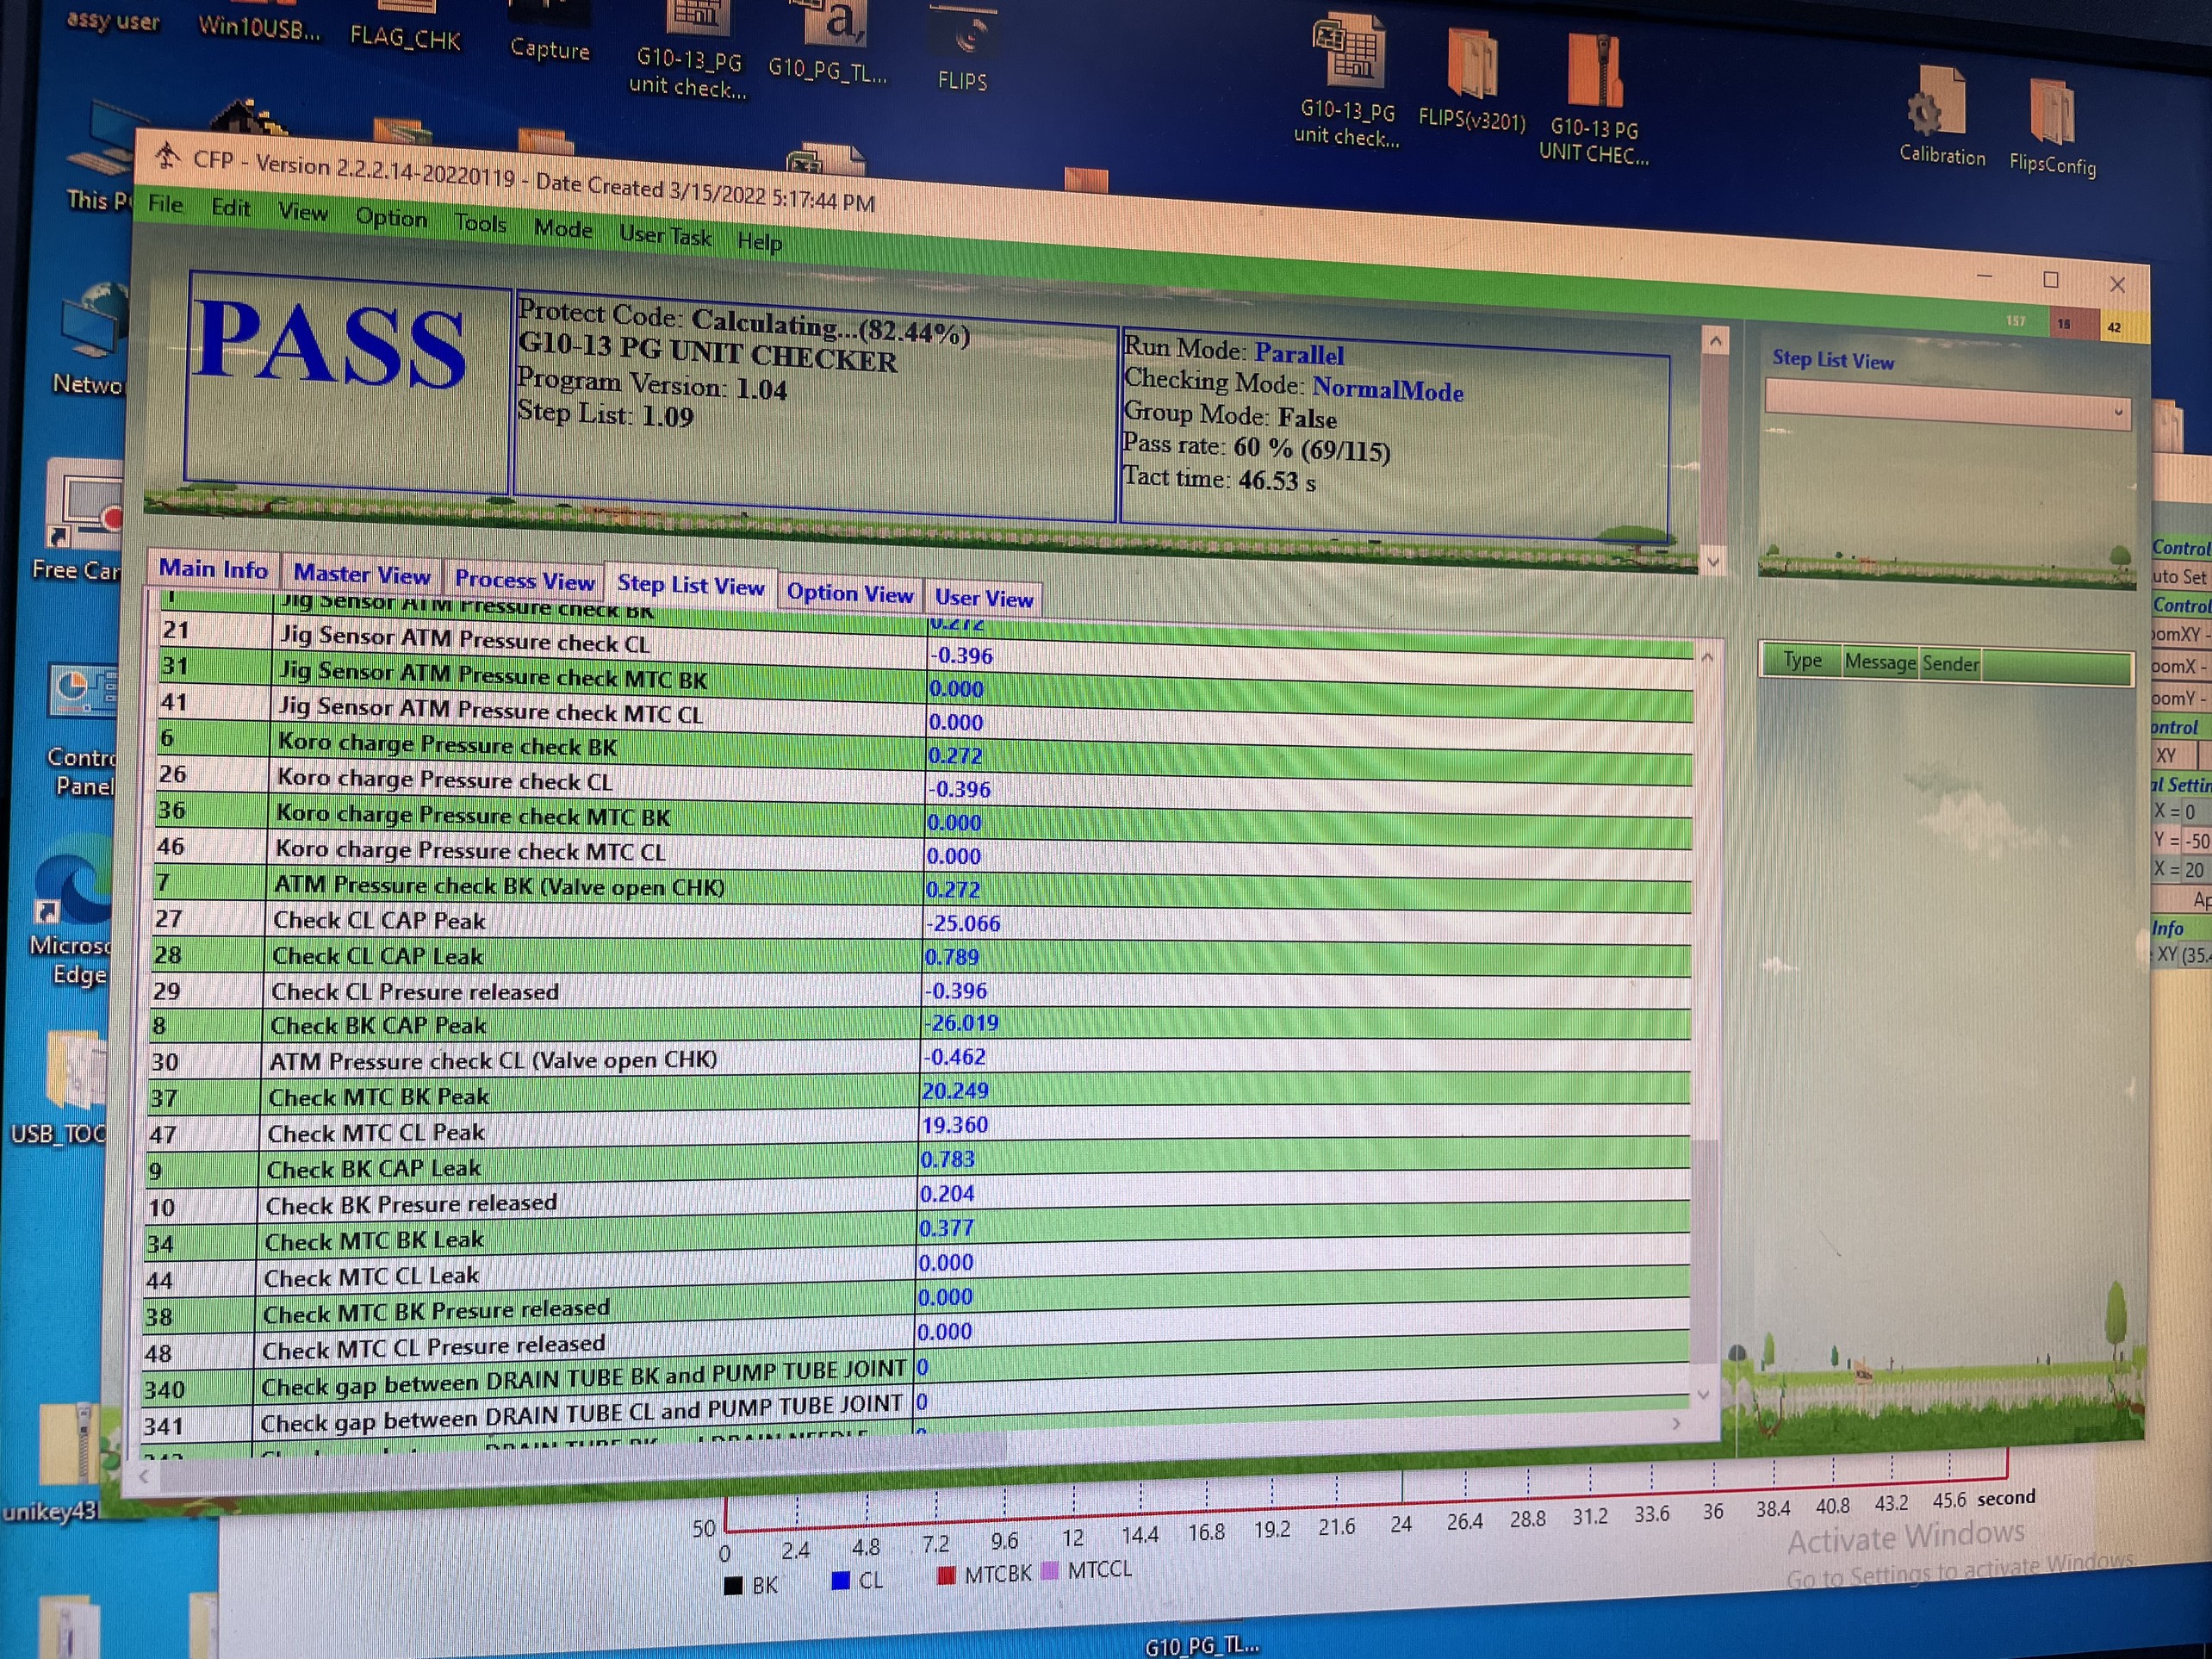 assy user
Win10USB...
FLAG_CHK
Capture
G10-13_PG
unit check...
G10_PG_TL...
FLIPS
G10-13_PG
unit check...
FLIPS(v3201)
G10-13 PG
UNIT CHEC...
Calibration
FlipsConfig
This P
Netwo
Free Car
Contro
Panel
Microso
Edge
USB_TOO
unikey43
CFP - Version 2.2.2.14-20220119 - Date Created 3/15/2022 5:17:44 PM
File Edit View Option Tools Mode User Task Help
157 15 42
PASS
Protect Code: Calculating...(82.44%)
G10-13 PG UNIT CHECKER
Program Version: 1.04
Step List: 1.09
Run Mode: Parallel
Checking Mode: NormalMode
Group Mode: False
Pass rate: 60 % (69/115)
Tact time: 46.53 s
Step List View
Main Info Master View Process View Step List View Option View User View
1 Jig Sensor ATM Pressure check BK 0.272
21 Jig Sensor ATM Pressure check CL -0.396
31 Jig Sensor ATM Pressure check MTC BK 0.000
41 Jig Sensor ATM Pressure check MTC CL 0.000
6 Koro charge Pressure check BK 0.272
26 Koro charge Pressure check CL -0.396
36 Koro charge Pressure check MTC BK 0.000
46 Koro charge Pressure check MTC CL 0.000
7 ATM Pressure check BK (Valve open CHK) 0.272
27 Check CL CAP Peak -25.066
28 Check CL CAP Leak 0.789
29 Check CL Presure released -0.396
8 Check BK CAP Peak -26.019
30 ATM Pressure check CL (Valve open CHK) -0.462
37 Check MTC BK Peak 20.249
47 Check MTC CL Peak 19.360
9 Check BK CAP Leak 0.783
10 Check BK Presure released 0.204
34 Check MTC BK Leak 0.377
44 Check MTC CL Leak 0.000
38 Check MTC BK Presure released 0.000
48 Check MTC CL Presure released 0.000
340 Check gap between DRAIN TUBE BK and PUMP TUBE JOINT 0
341 Check gap between DRAIN TUBE CL and PUMP TUBE JOINT 0
Type Message Sender
Control
uto Set
Control
oomXY -
oomX -
oomY -
ontrol
XY
al Settin
X = 0
Y = -50
X = 20
Ap
Info
XY (35.4
50
0 2.4 4.8 7.2 9.6 12 14.4 16.8 19.2 21.6 24 26.4 28.8 31.2 33.6 36 38.4 40.8 43.2 45.6 second
BK CL MTCBK MTCCL
Activate Windows
Go to Settings to activate Windows.
G10_PG_TL...